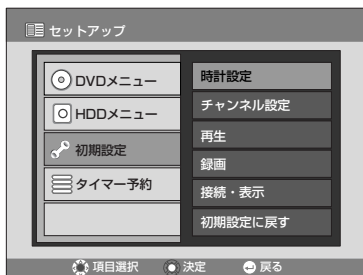 セットアップ
DVDメニュー
HDDメニュー
初期設定
タイマー予約
時計設定
チャンネル設定
再生
録画
接続・表示
初期設定に戻す
項目選択 決定 戻る